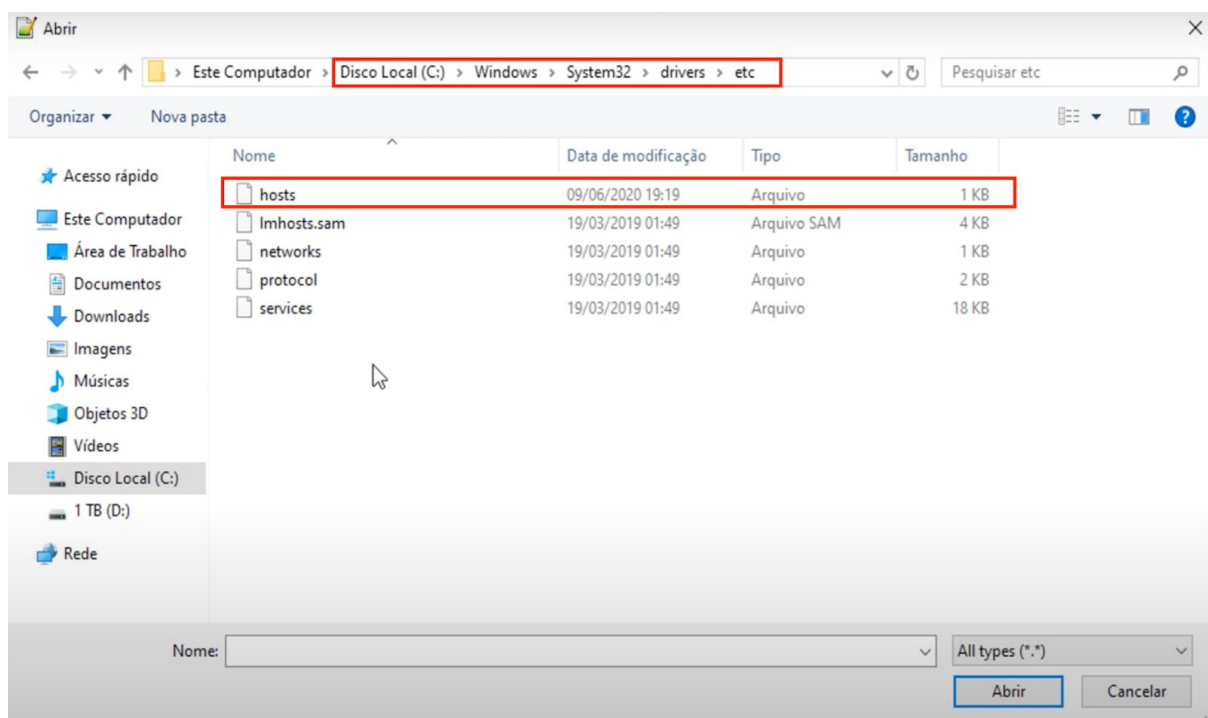 Abrir
Este Computador > Disco Local (C:) > Windows > System32 > drivers > etc
Pesquisar etc
Organizar Nova pasta
Nome Data de modificação Tipo Tamanho
Acesso rápido
Este Computador
Área de Trabalho
Documentos
Downloads
Imagens
Músicas
Objetos 3D
Vídeos
Disco Local (C:)
1 TB (D:)
Rede
hosts 09/06/2020 19:19 Arquivo 1 KB
lmhosts.sam 19/03/2019 01:49 Arquivo SAM 4 KB
networks 19/03/2019 01:49 Arquivo 1 KB
protocol 19/03/2019 01:49 Arquivo 2 KB
services 19/03/2019 01:49 Arquivo 18 KB
Nome:
All types (*.*)
Abrir Cancelar